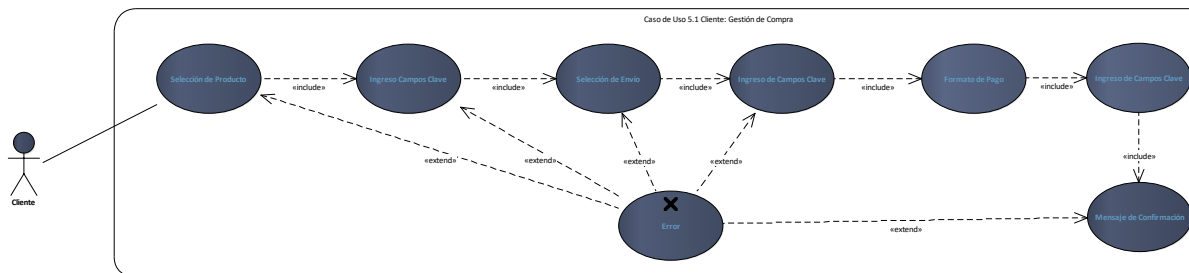 Caso de Uso 5.1 Cliente: Gestión de Compra
Selección de Producto
«include»
Ingreso Campos Clave
«include»
Selección de Envío
«include»
Ingreso de Campos Clave
«include»
Formato de Pago
«include»
Ingreso de Campos Clave
«extend»
«extend»
«extend»
«extend»
«include»
Cliente
Error
«extend»
Mensaje de Confirmación